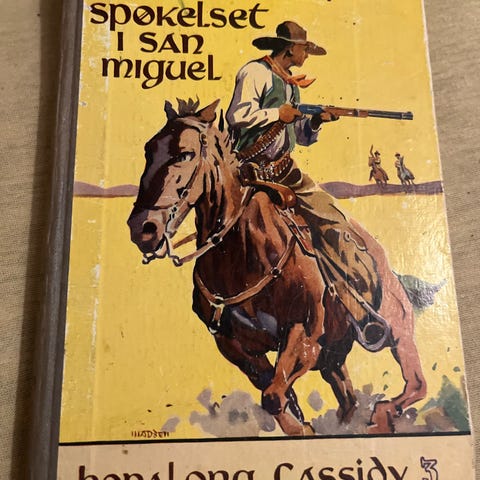 spøkelset
i san
miguel
madsen
hopalong cassidy 3